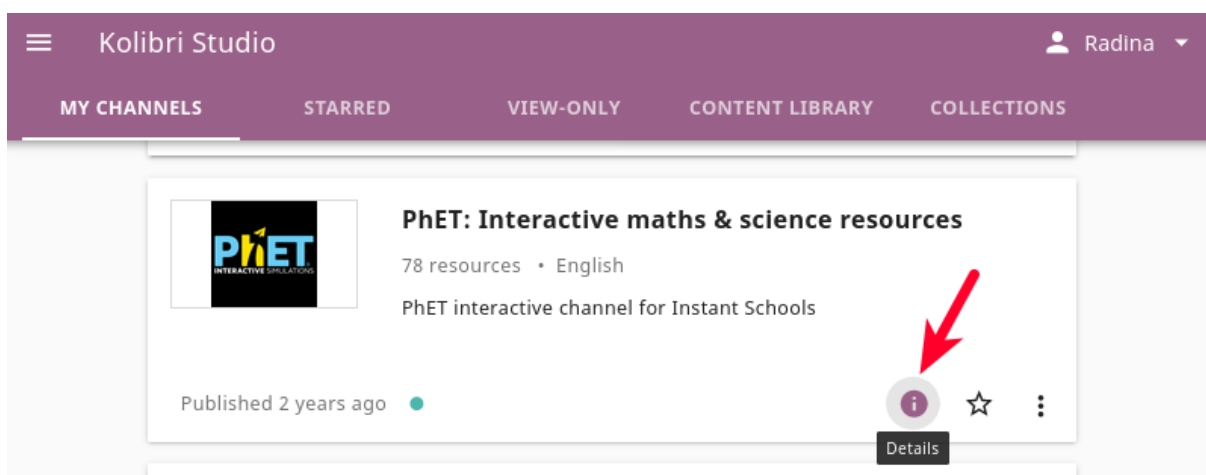 Kolibri Studio
Radina
MY CHANNELS STARRED VIEW-ONLY CONTENT LIBRARY COLLECTIONS
PhET
INTERACTIVE SIMULATIONS
PhET: Interactive maths & science resources
78 resources • English
PhET interactive channel for Instant Schools
Published 2 years ago
Details